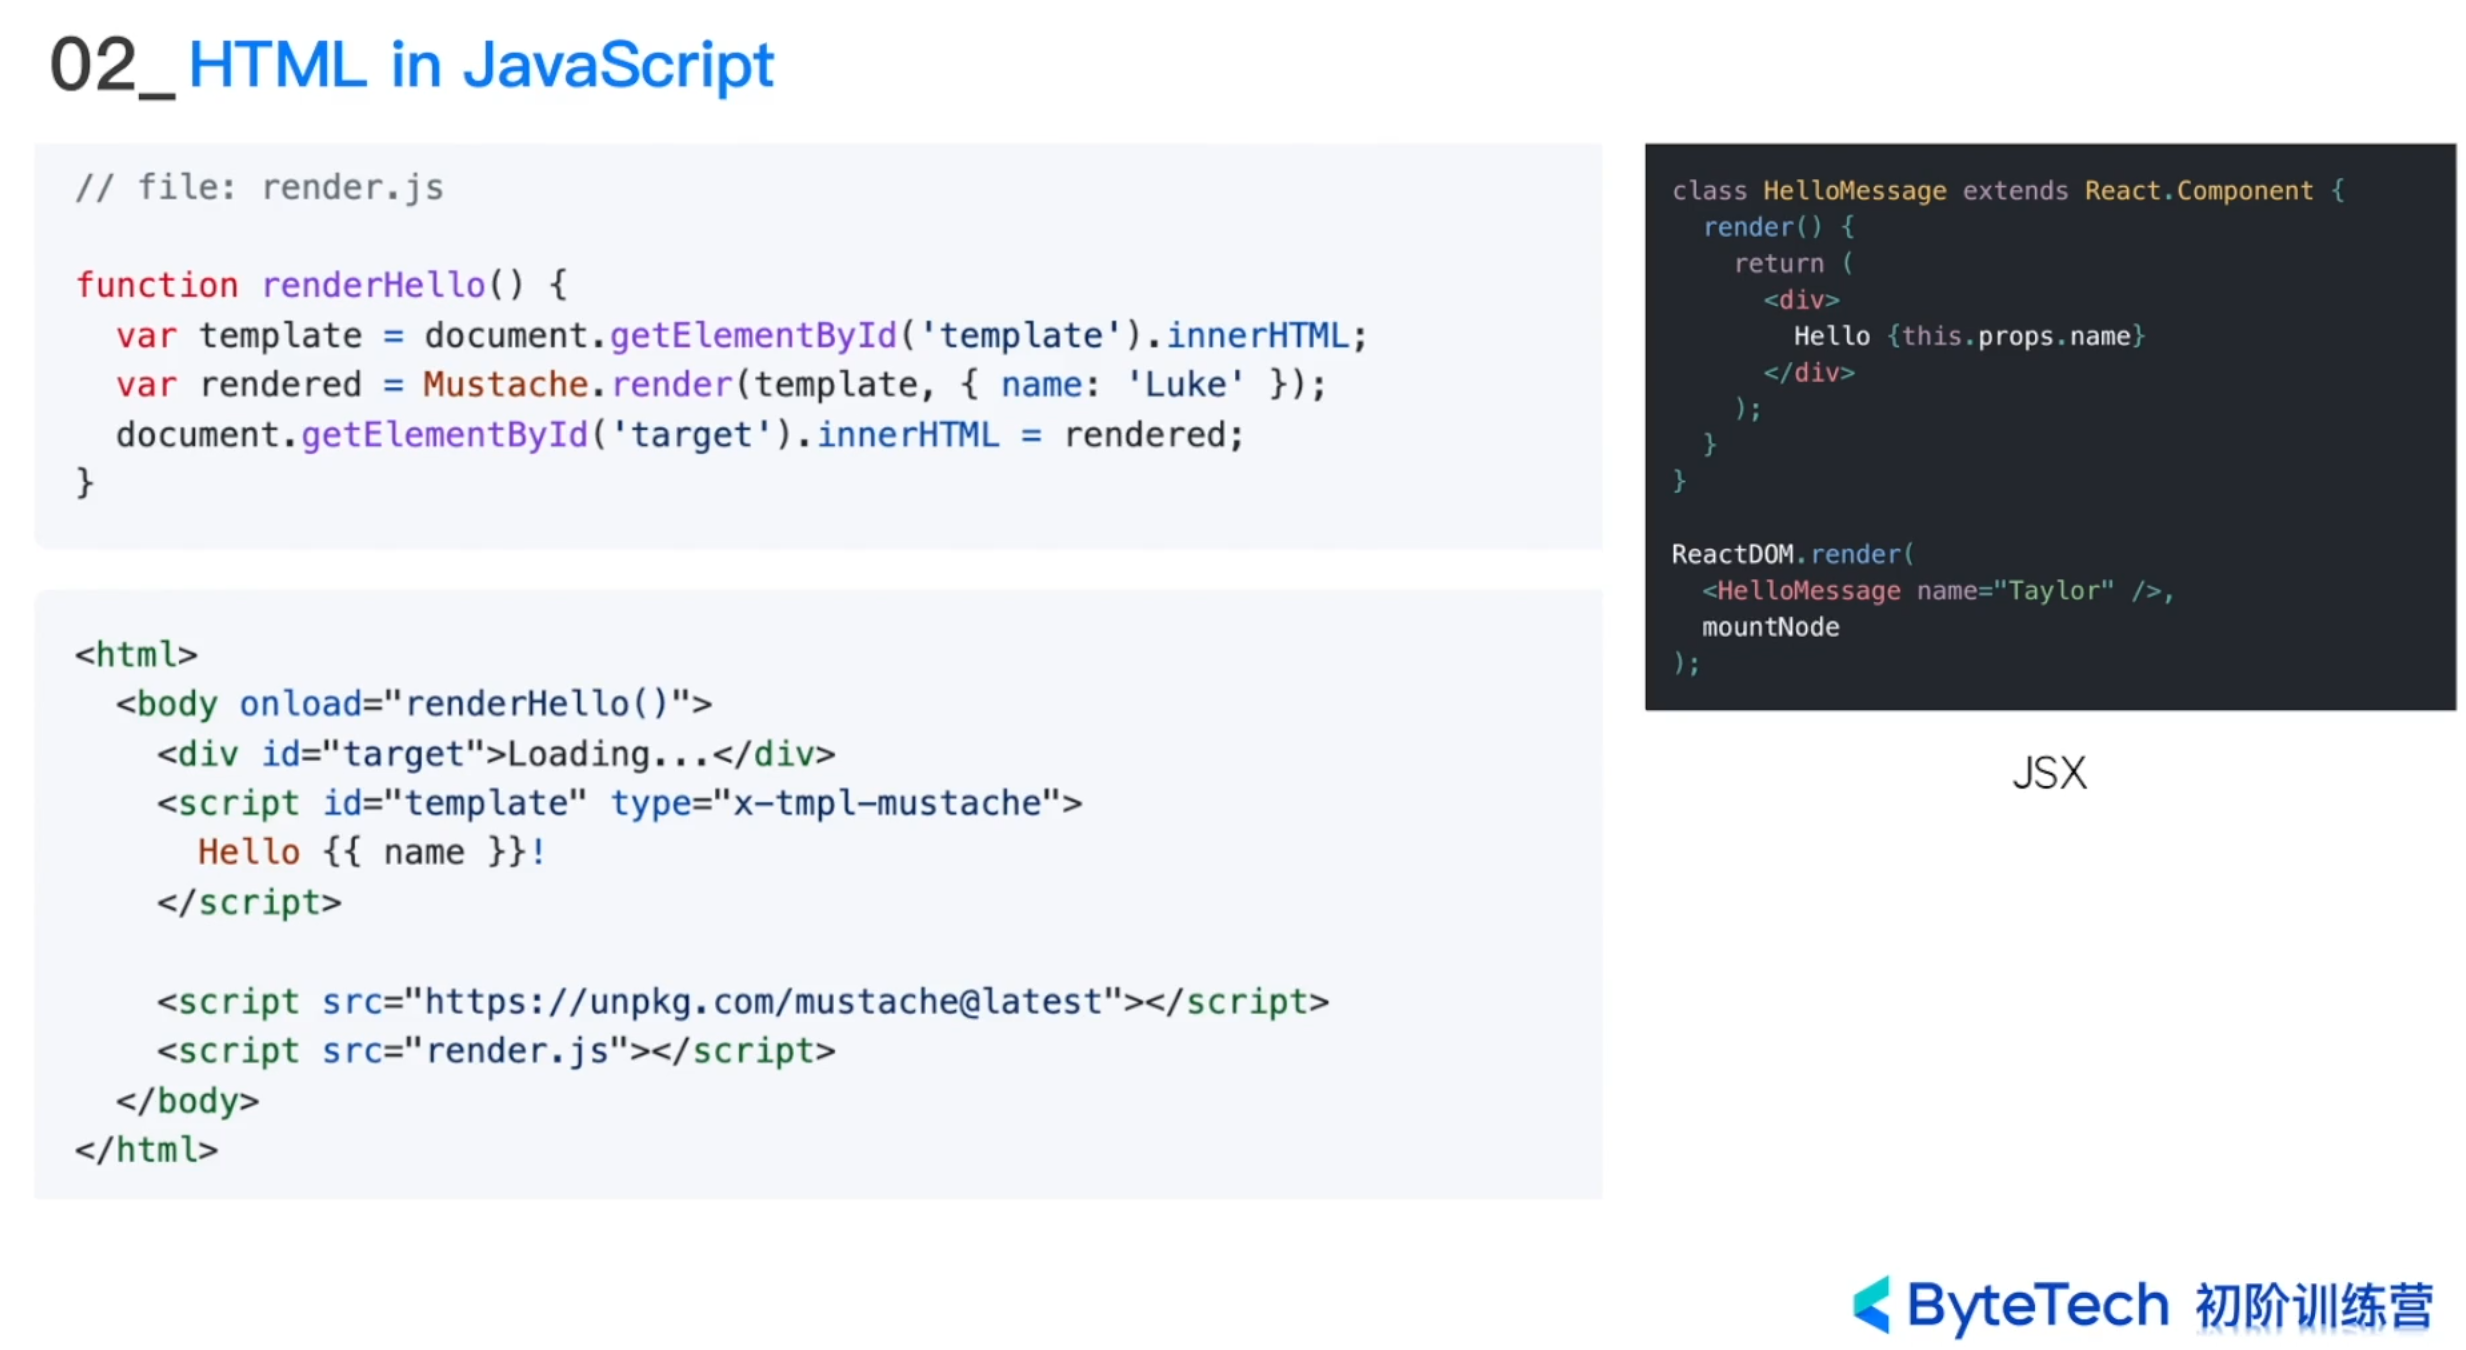 02_ HTML in JavaScript
// file: render.js
function renderHello() {
  var template = document.getElementById('template').innerHTML;
  var rendered = Mustache.render(template, { name: 'Luke' });
  document.getElementById('target').innerHTML = rendered;
}
<html>
  <body onload="renderHello()">
    <div id="target">Loading...</div>
    <script id="template" type="x-tmpl-mustache">
      Hello {{ name }}!
    </script>
    <script src="https://unpkg.com/mustache@latest"></script>
    <script src="render.js"></script>
  </body>
</html>
class HelloMessage extends React.Component {
  render() {
    return (
      <div>
        Hello {this.props.name}
      </div>
    );
  }
}
ReactDOM.render(
  <HelloMessage name="Taylor" />,
  mountNode
);
JSX
ByteTech 初阶训练营